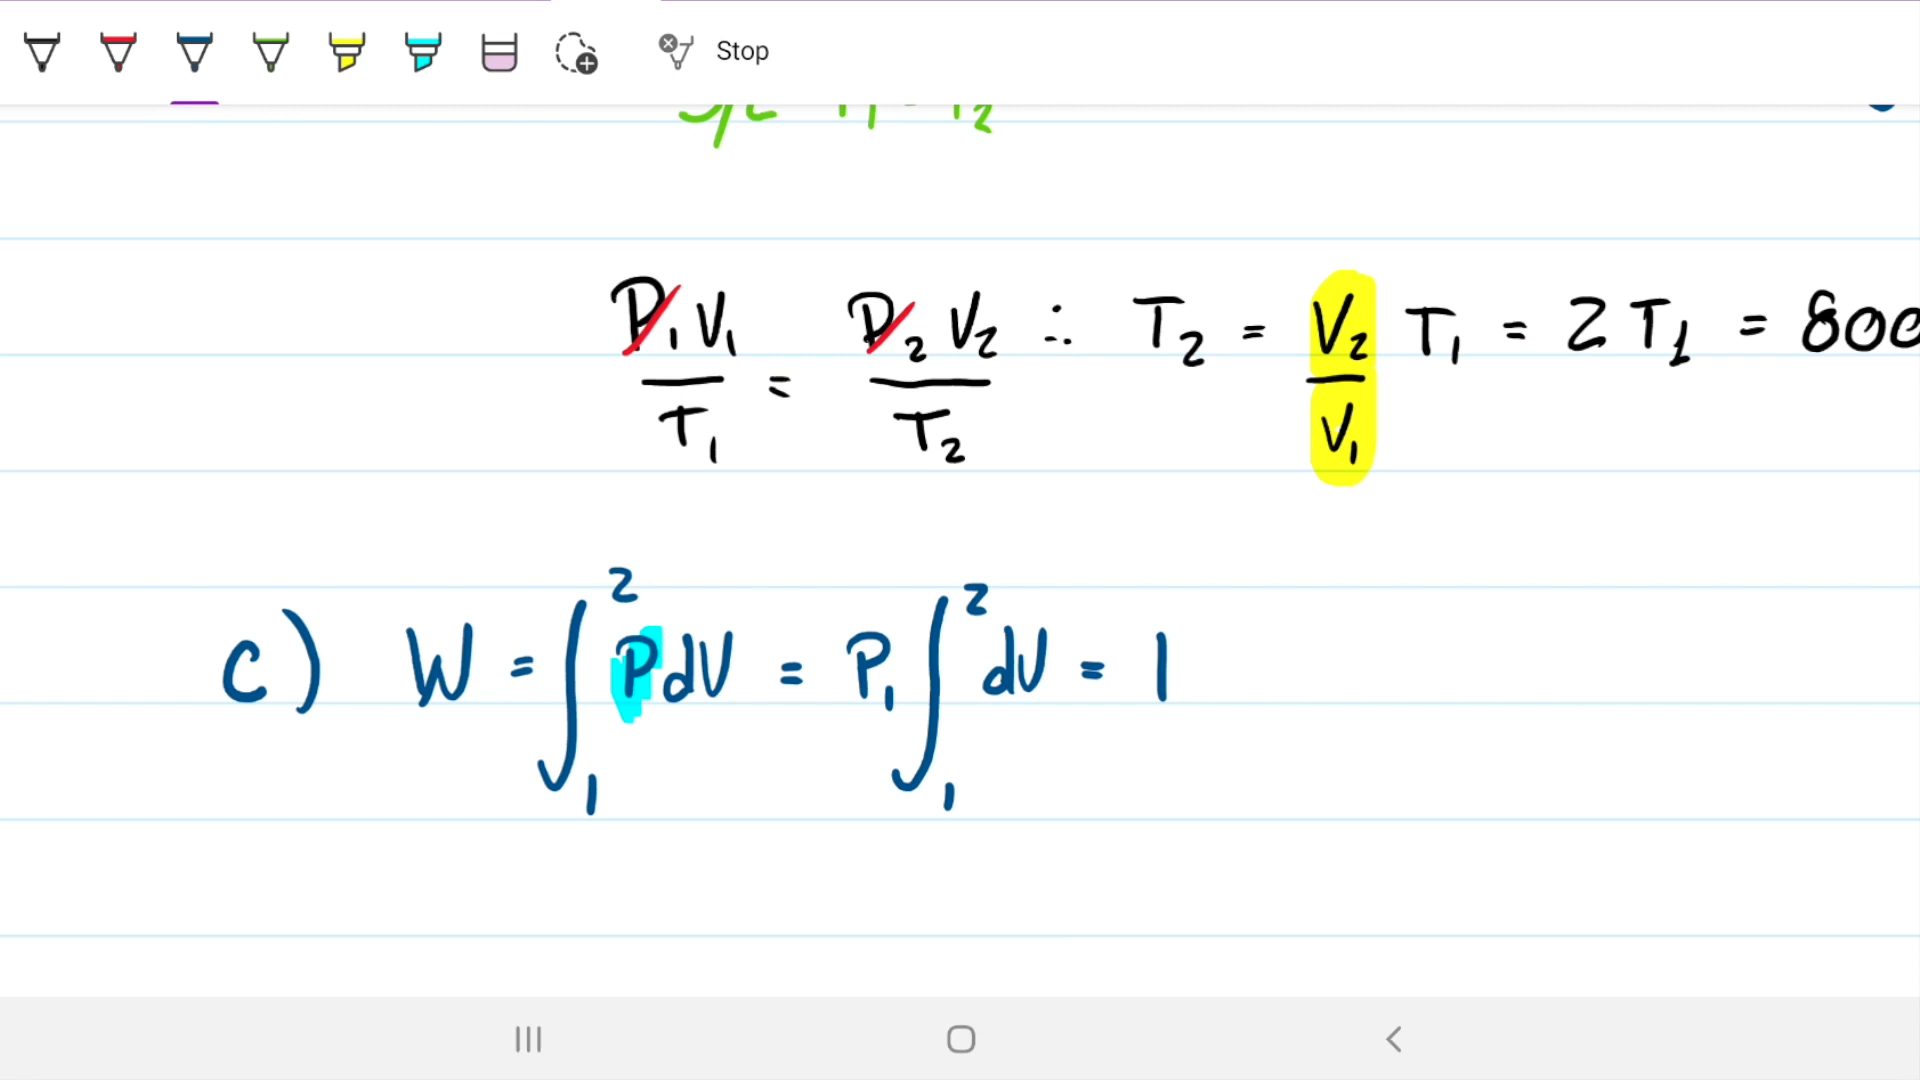 Stop
P₁V₁/T₁ = P₂V₂/T₂ ∴ T₂ = V₂/V₁ T₁ = 2T₁ = 800
c) W = ∫₁² PdV = P₁ ∫₁² dV = 1